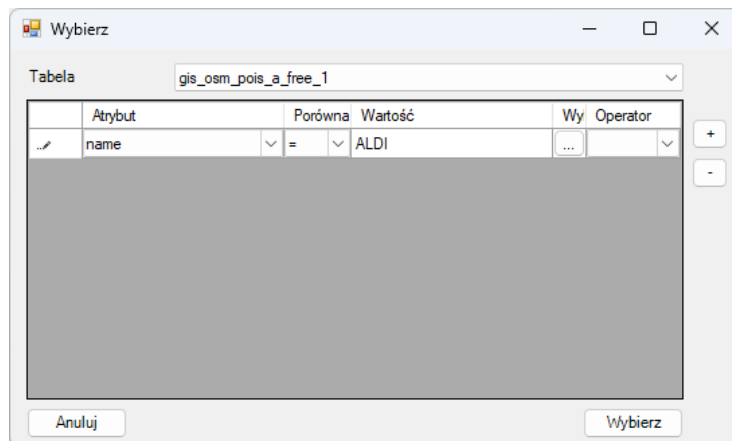 Wybierz
Tabela gis_osm_pois_a_free_1
Atrybut Porówna Wartość Wy Operator
name = ALDI ...
+
-
Anuluj Wybierz